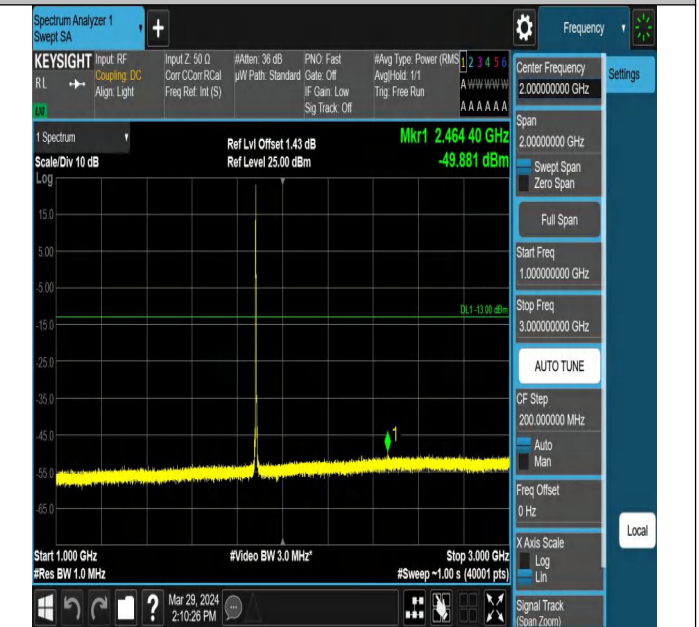 Spectrum Analyzer 1
Swept SA
Frequency
KEYSIGHT
RL
Input: RF
Coupling: DC
Align: Light
Input Z: 50 Ω
Corr CCorr RCal
Freq Ref: Int (S)
#Atten: 36 dB
µW Path: Standard
PNO: Fast
Gate: Off
IF Gain: Low
Sig Track: Off
#Avg Type: Power (RMS
Avg|Hold: 1/1
Trig: Free Run
1 2 3 4 5 6
A W W W W W
A A A A A A
1 Spectrum
Scale/Div 10 dB
Ref Lvl Offset 1.43 dB
Ref Level 25.00 dBm
Mkr1 2.464 40 GHz
-49.881 dBm
Log
15.0
5.00
-5.00
DL1 -13.00 dBm
-15.0
-25.0
-35.0
-45.0
1
-55.0
-65.0
Start 1.000 GHz
#Res BW 1.0 MHz
#Video BW 3.0 MHz*
Stop 3.000 GHz
#Sweep ~1.00 s (40001 pts)
Mar 29, 2024
2:10:26 PM
?
Center Frequency
2.000000000 GHz
Settings
Span
2.00000000 GHz
Swept Span
Zero Span
Full Span
Start Freq
1.000000000 GHz
Stop Freq
3.000000000 GHz
AUTO TUNE
CF Step
200.000000 MHz
Auto
Man
Freq Offset
0 Hz
X Axis Scale
Log
Lin
Local
Signal Track
(Span Zoom)